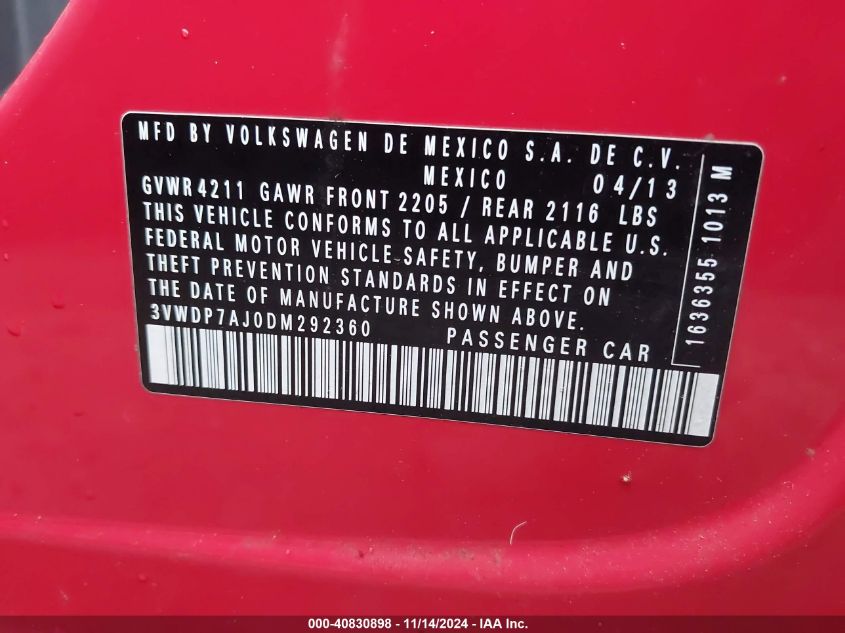 MFD BY VOLKSWAGEN DE MEXICO S.A. DE C.V.
MEXICO 04/13
GVWR 4211 GAWR FRONT 2205 / REAR 2116 LBS
THIS VEHICLE CONFORMS TO ALL APPLICABLE U.S.
FEDERAL MOTOR VEHICLE SAFETY, BUMPER AND
THEFT PREVENTION STANDARDS IN EFFECT ON
THE DATE OF MANUFACTURE SHOWN ABOVE.
3VWDP7AJ0DM292360 PASSENGER CAR
1636355 1013 M
000-40830898 - 11/14/2024 - IAA Inc.